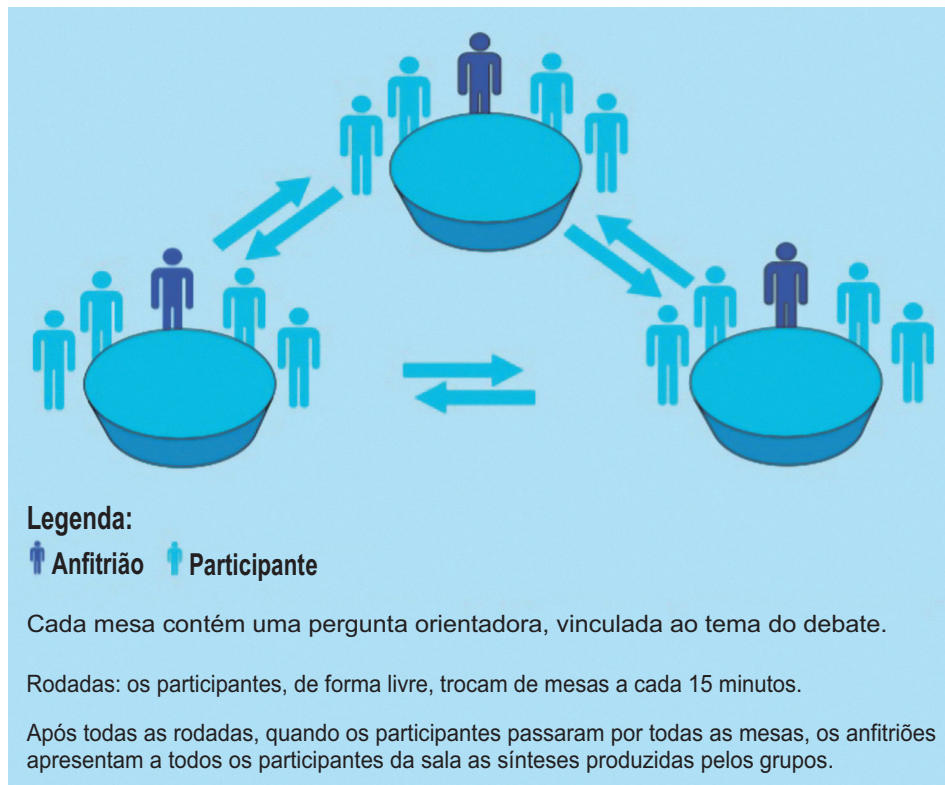 Legenda:
Anfitrião Participante
Cada mesa contém uma pergunta orientadora, vinculada ao tema do debate.
Rodadas: os participantes, de forma livre, trocam de mesas a cada 15 minutos.
Após todas as rodadas, quando os participantes passaram por todas as mesas, os anfitriões
apresentam a todos os participantes da sala as sínteses produzidas pelos grupos.